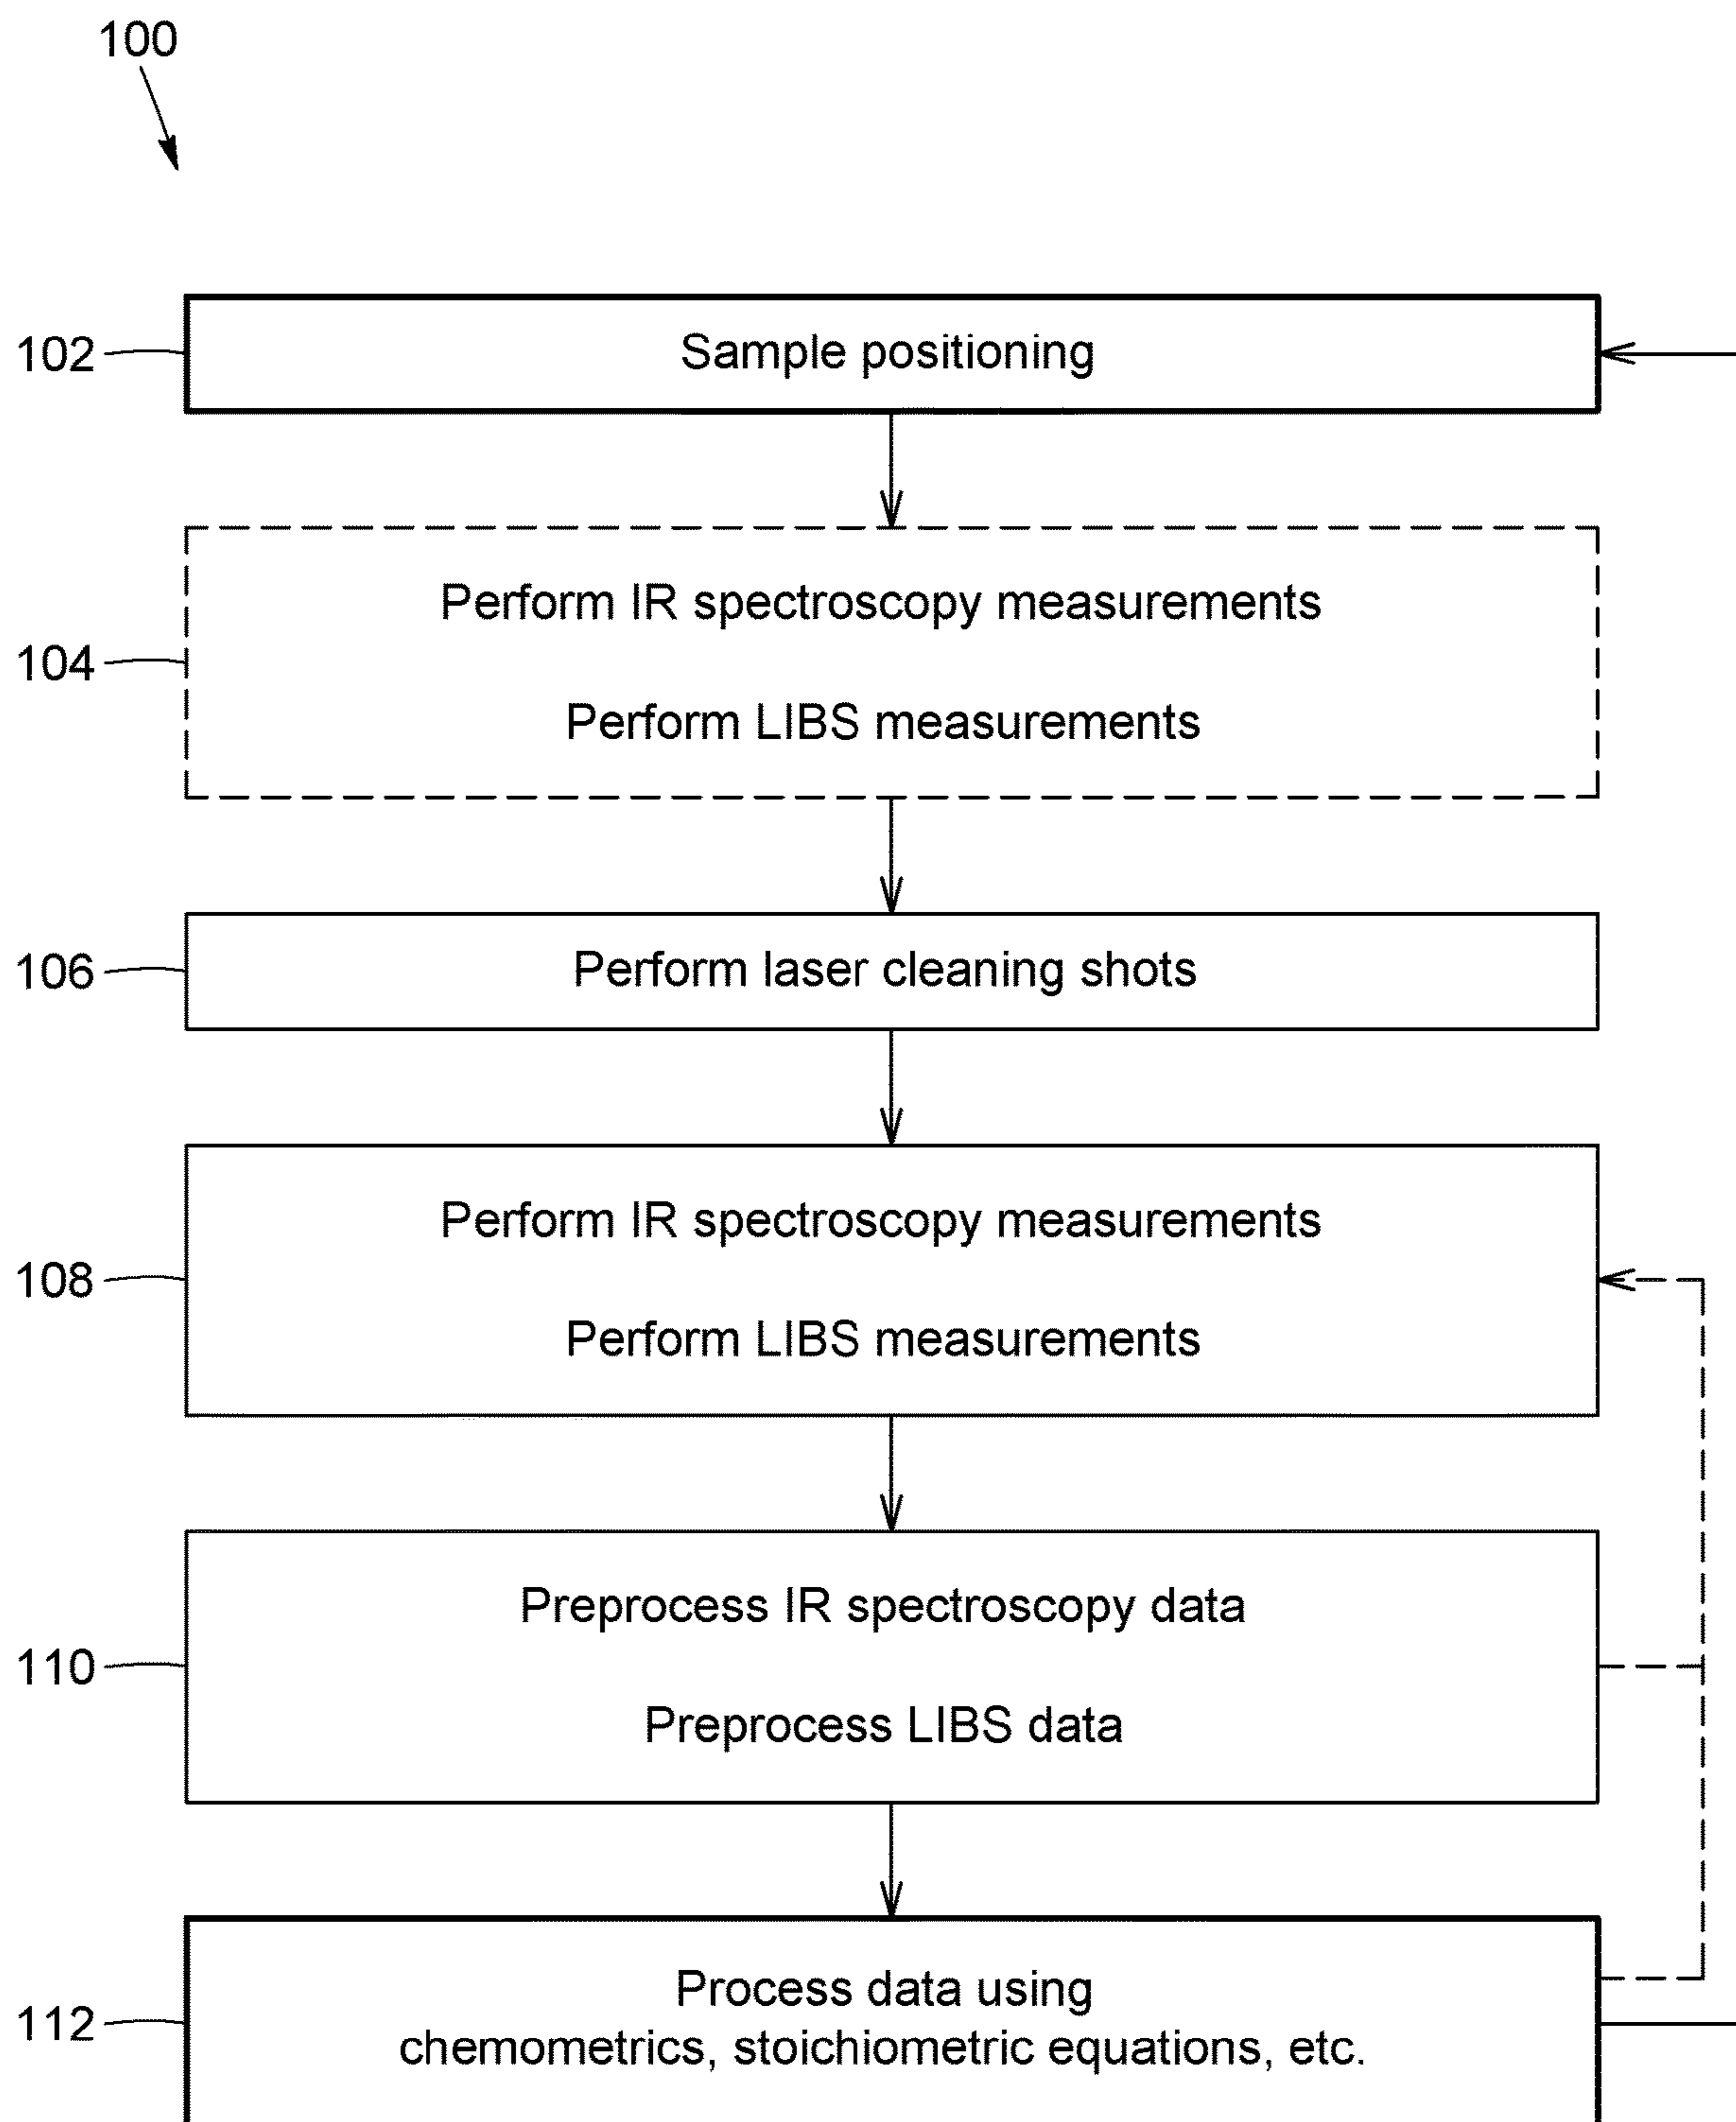 100
102
Sample positioning
Perform IR spectroscopy measurements
104
Perform LIBS measurements
106
Perform laser cleaning shots
Perform IR spectroscopy measurements
108
Perform LIBS measurements
Preprocess IR spectroscopy data
110
Preprocess LIBS data
Process data using
112
chemometrics, stoichiometric equations, etc.